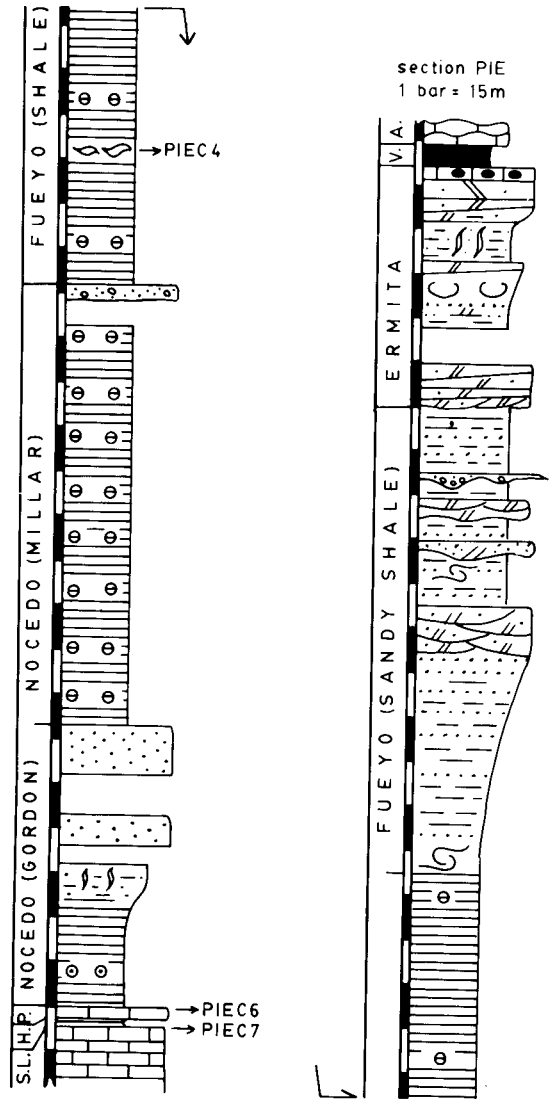 FUEYO (SHALE)
→PIEC4
NOCEDO (MILLAR)
NOCEDO (GORDON)
H.P.
S.L.
→PIEC6
→PIEC7
section PIE
1 bar = 15m
V. A.
ERMITA
FUEYO (SANDY SHALE)